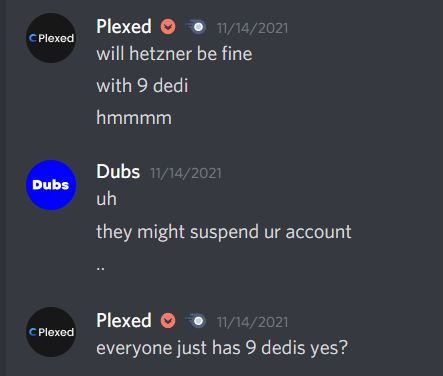 Plexed 11/14/2021
C Plexed
will hetzner be fine
with 9 dedi
hmmmm
Dubs 11/14/2021
Dubs
uh
they might suspend ur account
..
Plexed 11/14/2021
C Plexed
everyone just has 9 dedis yes?